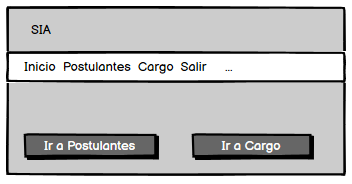 SIA
Inicio Postulantes Cargo Salir ...
Ir a Postulantes
Ir a Cargo